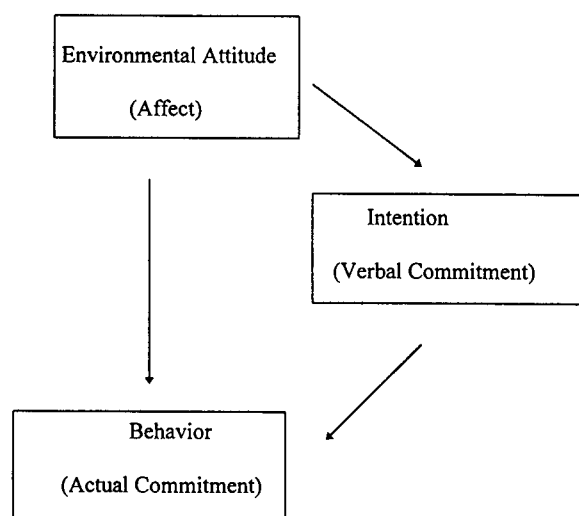 Environmental Attitude
(Affect)
Intention
(Verbal Commitment)
Behavior
(Actual Commitment)